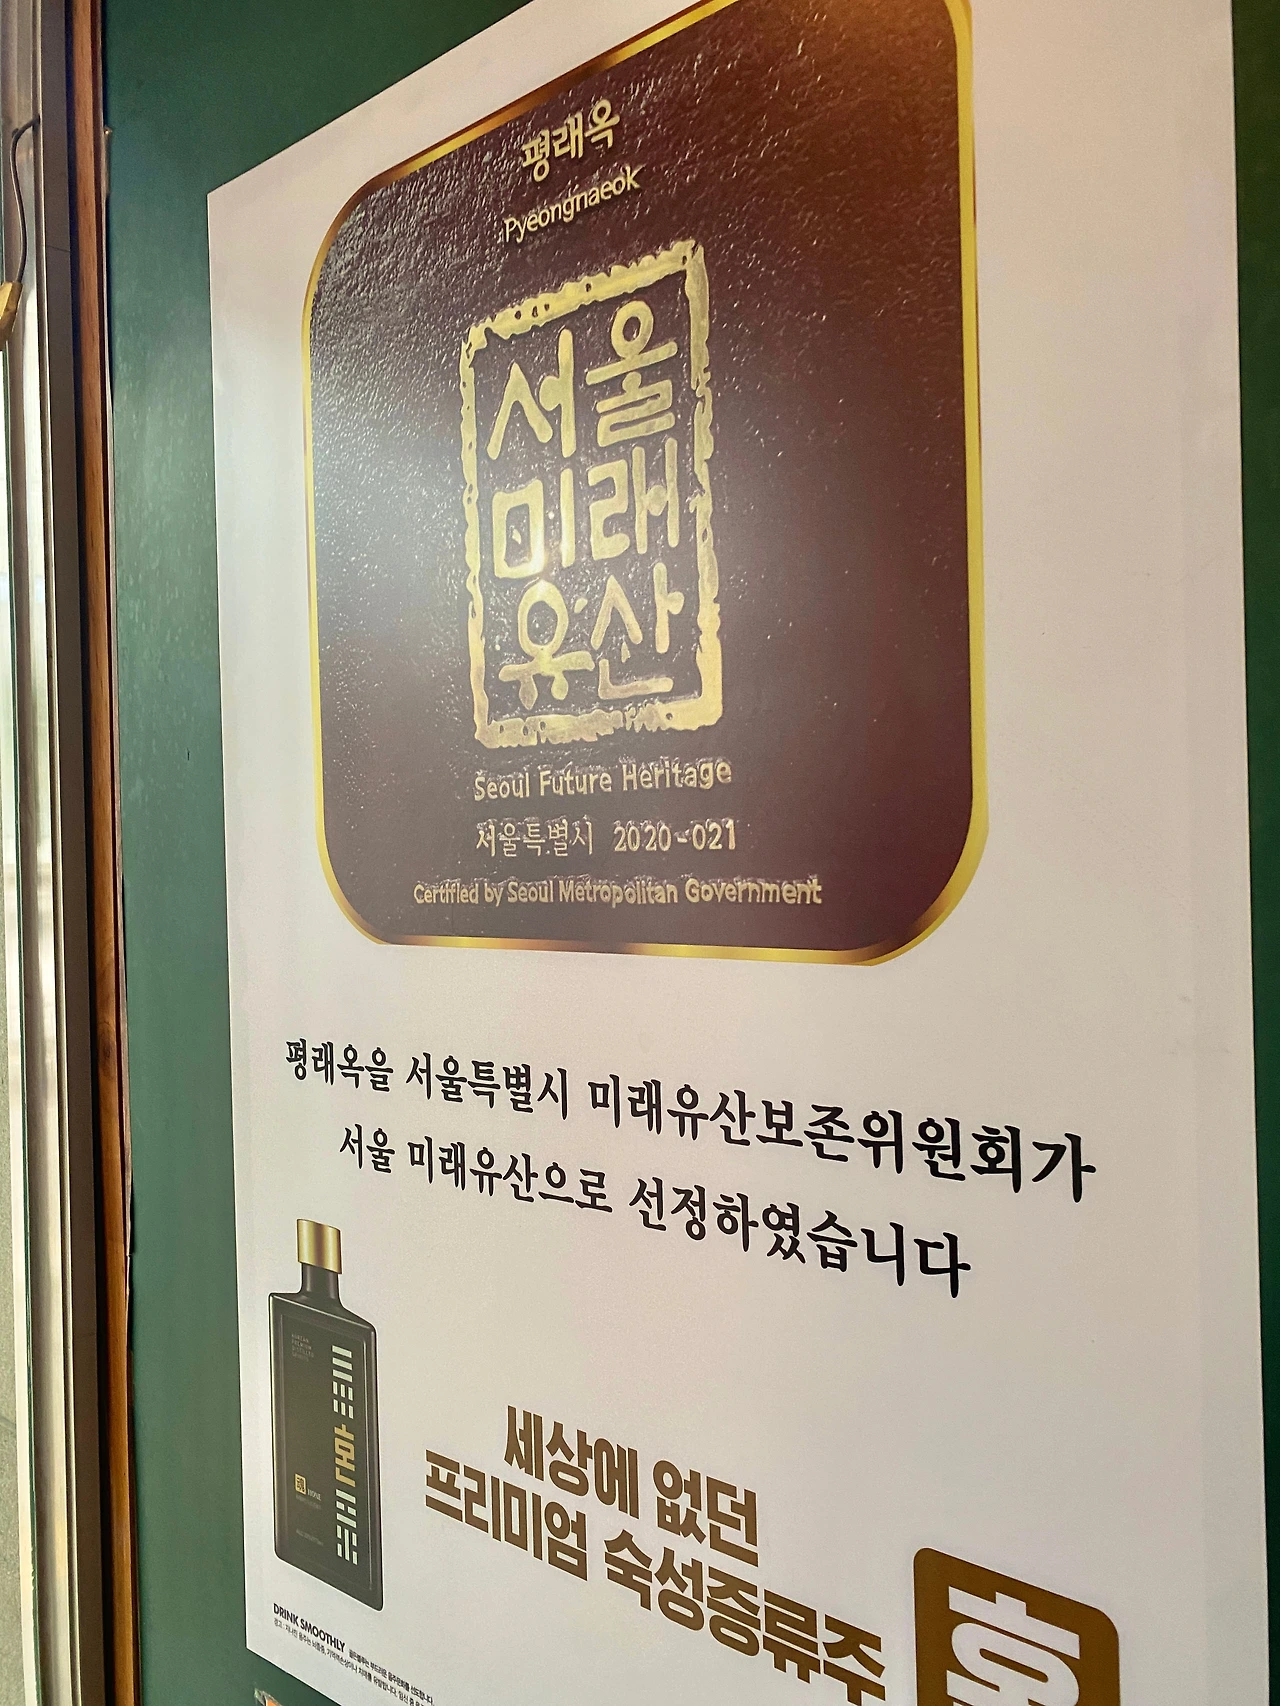 평래옥
Pyeongnaeok
서울
미래
유산
Seoul Future Heritage
서울특별시 2020-021
Certified by Seoul Metropolitan Government
평래옥을 서울특별시 미래유산보존위원회가
서울 미래유산으로 선정하였습니다
혼
魂
세상에 없던
프리미엄 숙성증류주
혼
DRINK SMOOTHLY